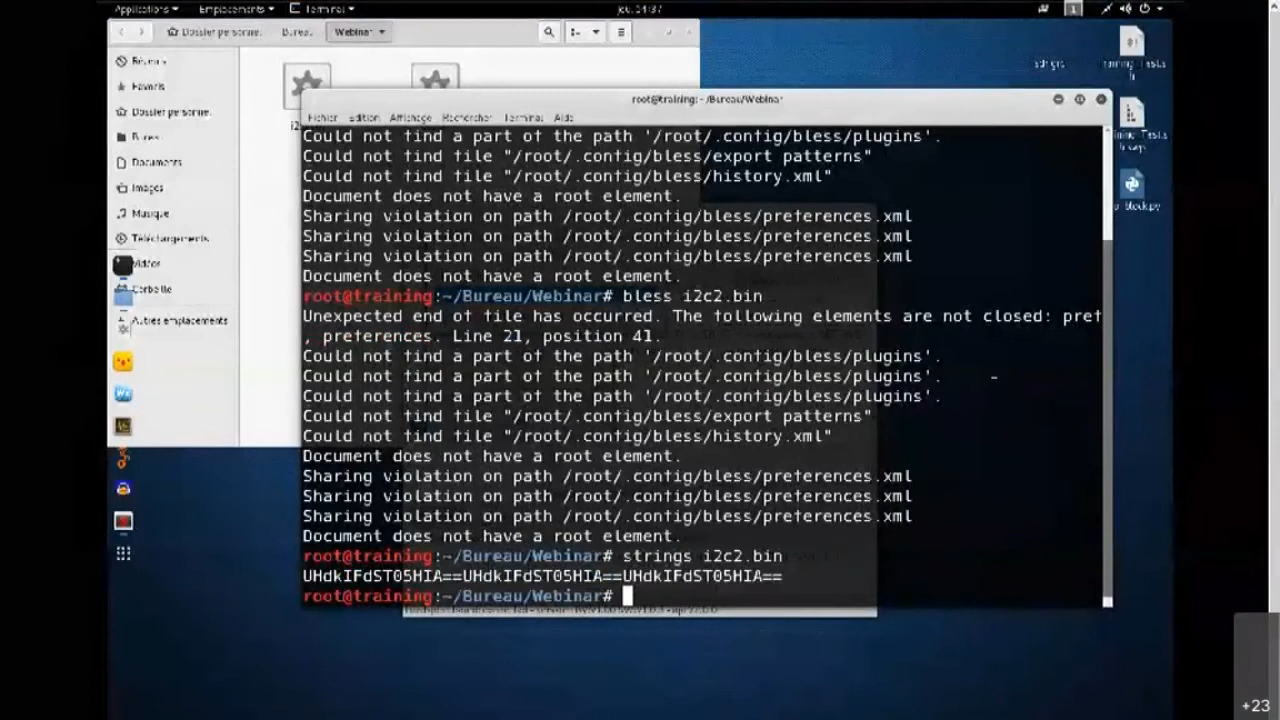 Applications
Emplacements
Terminal
jeu. 14:37
Dossier personne.
Bureau
Webinar
Récents
Favoris
Dossier personne.
Bureau
Documents
Images
Musique
Téléchargements
Vidéos
Corbeille
Autres emplacements
root@training: ~/Bureau/Webinar
Fichier Édition Affichage Rechercher Terminal Aide
Could not find a part of the path '/root/.config/bless/plugins'.
Could not find file "/root/.config/bless/export_patterns"
Could not find file "/root/.config/bless/history.xml"
Document does not have a root element.
Sharing violation on path /root/.config/bless/preferences.xml
Sharing violation on path /root/.config/bless/preferences.xml
Sharing violation on path /root/.config/bless/preferences.xml
Document does not have a root element.
root@training:~/Bureau/Webinar# bless i2c2.bin
Unexpected end of file has occurred. The following elements are not closed: pref
, preferences. Line 21, position 41.
Could not find a part of the path '/root/.config/bless/plugins'.
Could not find a part of the path '/root/.config/bless/plugins'.
Could not find a part of the path '/root/.config/bless/plugins'.
Could not find file "/root/.config/bless/export_patterns"
Could not find file "/root/.config/bless/history.xml"
Document does not have a root element.
Sharing violation on path /root/.config/bless/preferences.xml
Sharing violation on path /root/.config/bless/preferences.xml
Sharing violation on path /root/.config/bless/preferences.xml
Document does not have a root element.
root@training:~/Bureau/Webinar# strings i2c2.bin
UHdkIFdST05HIA==UHdkIFdST05HIA==UHdkIFdST05HIA==
root@training:~/Bureau/Webinar#
+23